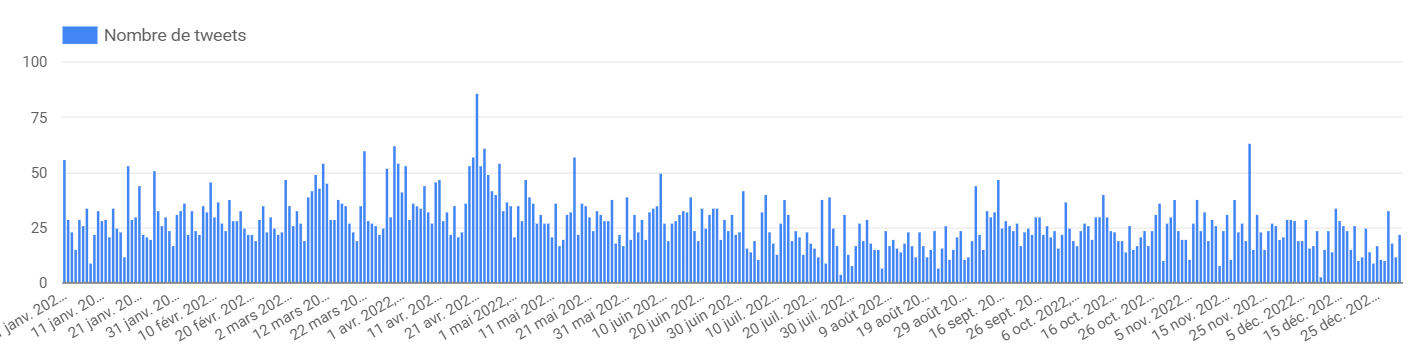 Nombre de tweets
100
75
50
25
0
janv. 202…
11 janv. 20…
21 janv. 20…
31 janv. 20…
10 févr. 202…
20 févr. 202…
2 mars 202…
12 mars 20…
22 mars 20…
1 avr. 2022,…
11 avr. 202…
21 avr. 202…
1 mai 2022,…
11 mai 202…
21 mai 202…
31 mai 202…
10 juin 202…
20 juin 202…
30 juin 202…
10 juil. 202…
20 juil. 202…
30 juil. 202…
9 août 202…
19 août 20…
29 août 20…
16 sept. 20…
26 sept. 20…
6 oct. 2022,…
16 oct. 202…
26 oct. 202…
5 nov. 2022…
15 nov. 202…
25 nov. 202…
5 déc. 2022…
15 déc. 202…
25 déc. 202…